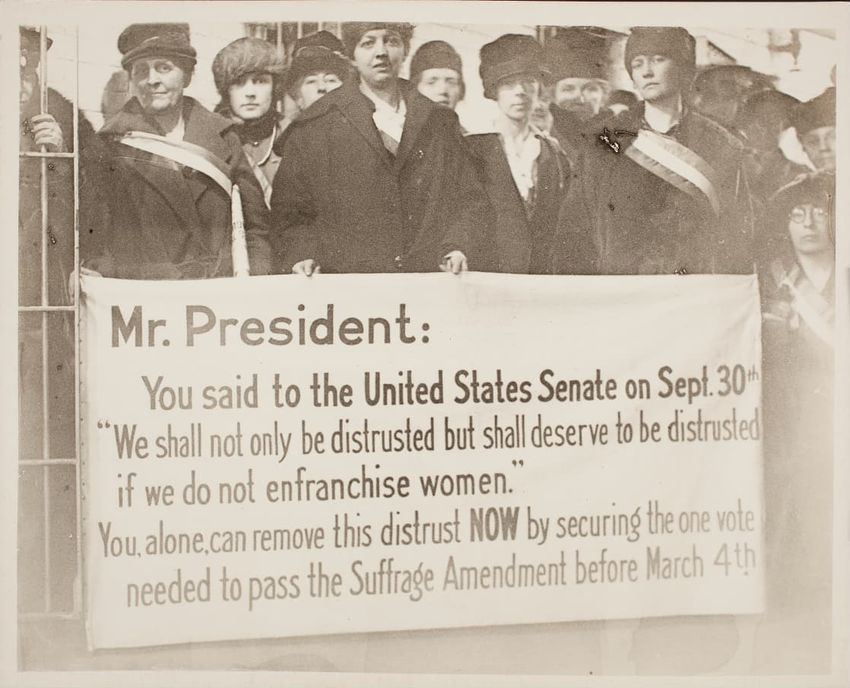 Mr. President:
You said to the United States Senate on Sept. 30th
"We shall not only be distrusted but shall deserve to be distrusted
if we do not enfranchise women."
You, alone, can remove this distrust NOW by securing the one vote
needed to pass the Suffrage Amendment before March 4th